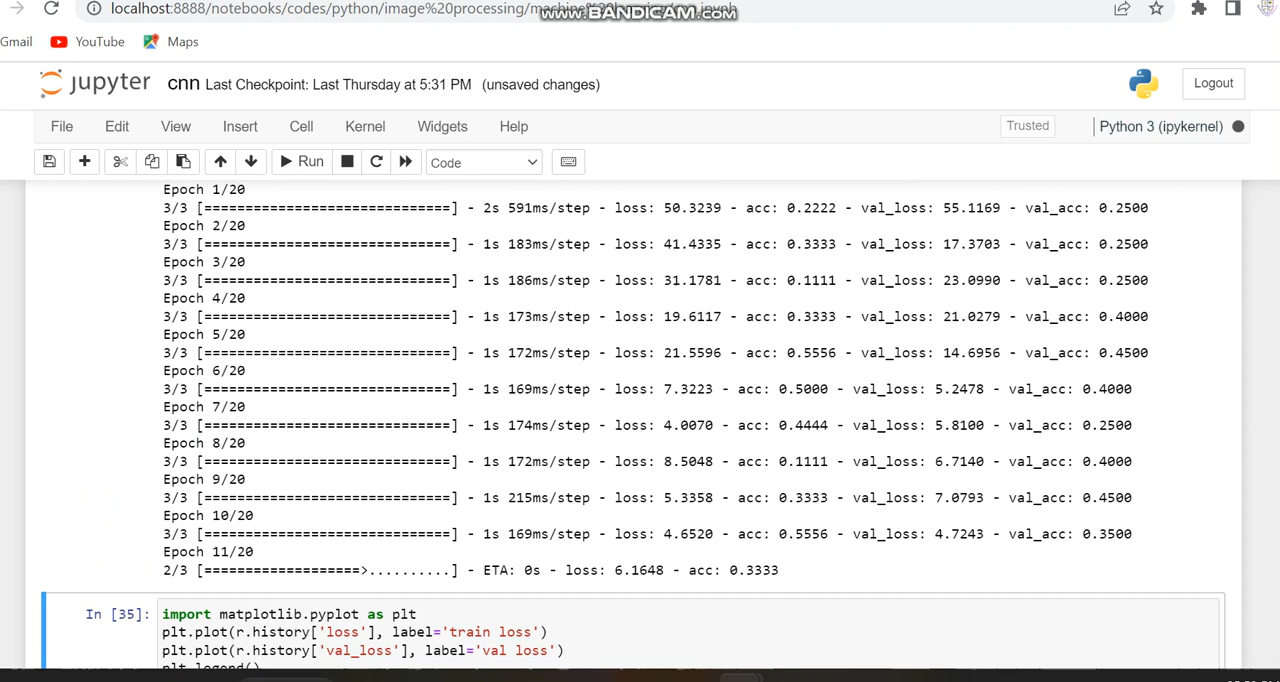 localhost:8888/notebooks/codes/python/image%20processing/
www.BANDICAM.com
Gmail YouTube Maps
jupyter cnn Last Checkpoint: Last Thursday at 5:31 PM (unsaved changes) Logout
File Edit View Insert Cell Kernel Widgets Help Trusted Python 3 (ipykernel)
Run Code
Epoch 1/20
3/3 [==============================] - 2s 591ms/step - loss: 50.3239 - acc: 0.2222 - val_loss: 55.1169 - val_acc: 0.2500
Epoch 2/20
3/3 [==============================] - 1s 183ms/step - loss: 41.4335 - acc: 0.3333 - val_loss: 17.3703 - val_acc: 0.2500
Epoch 3/20
3/3 [==============================] - 1s 186ms/step - loss: 31.1781 - acc: 0.1111 - val_loss: 23.0990 - val_acc: 0.2500
Epoch 4/20
3/3 [==============================] - 1s 173ms/step - loss: 19.6117 - acc: 0.3333 - val_loss: 21.0279 - val_acc: 0.4000
Epoch 5/20
3/3 [==============================] - 1s 172ms/step - loss: 21.5596 - acc: 0.5556 - val_loss: 14.6956 - val_acc: 0.4500
Epoch 6/20
3/3 [==============================] - 1s 169ms/step - loss: 7.3223 - acc: 0.5000 - val_loss: 5.2478 - val_acc: 0.4000
Epoch 7/20
3/3 [==============================] - 1s 174ms/step - loss: 4.0070 - acc: 0.4444 - val_loss: 5.8100 - val_acc: 0.2500
Epoch 8/20
3/3 [==============================] - 1s 172ms/step - loss: 8.5048 - acc: 0.1111 - val_loss: 6.7140 - val_acc: 0.4000
Epoch 9/20
3/3 [==============================] - 1s 215ms/step - loss: 5.3358 - acc: 0.3333 - val_loss: 7.0793 - val_acc: 0.4500
Epoch 10/20
3/3 [==============================] - 1s 169ms/step - loss: 4.6520 - acc: 0.5556 - val_loss: 4.7243 - val_acc: 0.3500
Epoch 11/20
2/3 [===================>..........] - ETA: 0s - loss: 6.1648 - acc: 0.3333
In [35]: import matplotlib.pyplot as plt
plt.plot(r.history['loss'], label='train loss')
plt.plot(r.history['val_loss'], label='val loss')
plt.legend()